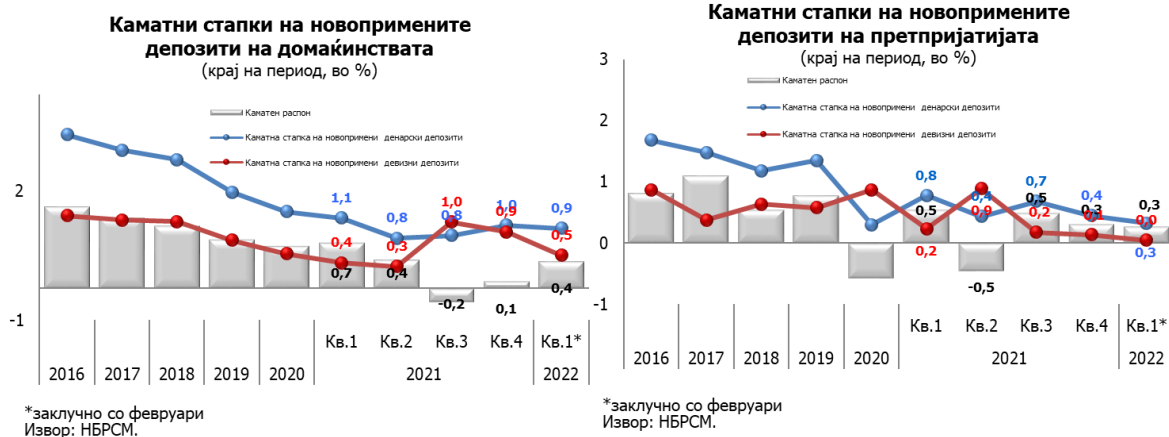 Каматни стапки на новопримените
депозити на домаќинствата
(крај на период, во %)
Каматен распон
Каматна стапка на новопримени денарски депозити
Каматна стапка на новопримени девизни депозити
2
-1
1,1
0,8
0,8
1,0
0,9
0,4
0,3
1,0
0,9
0,5
0,7
0,4
-0,2
0,1
0,4
Кв.1
Кв.2
Кв.3
Кв.4
Кв.1*
2016
2017
2018
2019
2020
2021
2022
*заклучно со февруари
Извор: НБРСМ.
Каматни стапки на новопримените
депозити на претпријатијата
(крај на период, во %)
Каматен распон
Каматна стапка на новопримени денарски депозити
Каматна стапка на новопримени девизни депозити
3
2
1
0
-1
0,8
0,4
0,7
0,4
0,3
0,5
-0,5
0,5
0,3
0,3
0,2
0,9
0,2
0,1
0,0
Кв.1
Кв.2
Кв.3
Кв.4
Кв.1*
2016
2017
2018
2019
2020
2021
2022
*заклучно со февруари
Извор: НБРСМ.